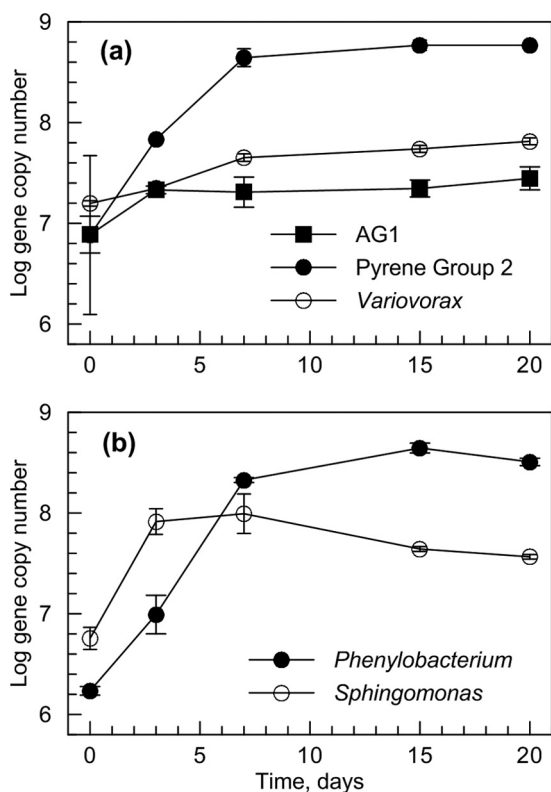 9
(a)
8
Log gene copy number
7
AG1
Pyrene Group 2
Variovorax
6
0 5 10 15 20
9
(b)
8
Log gene copy number
7
Phenylobacterium
Sphingomonas
6
0 5 10 15 20
Time, days